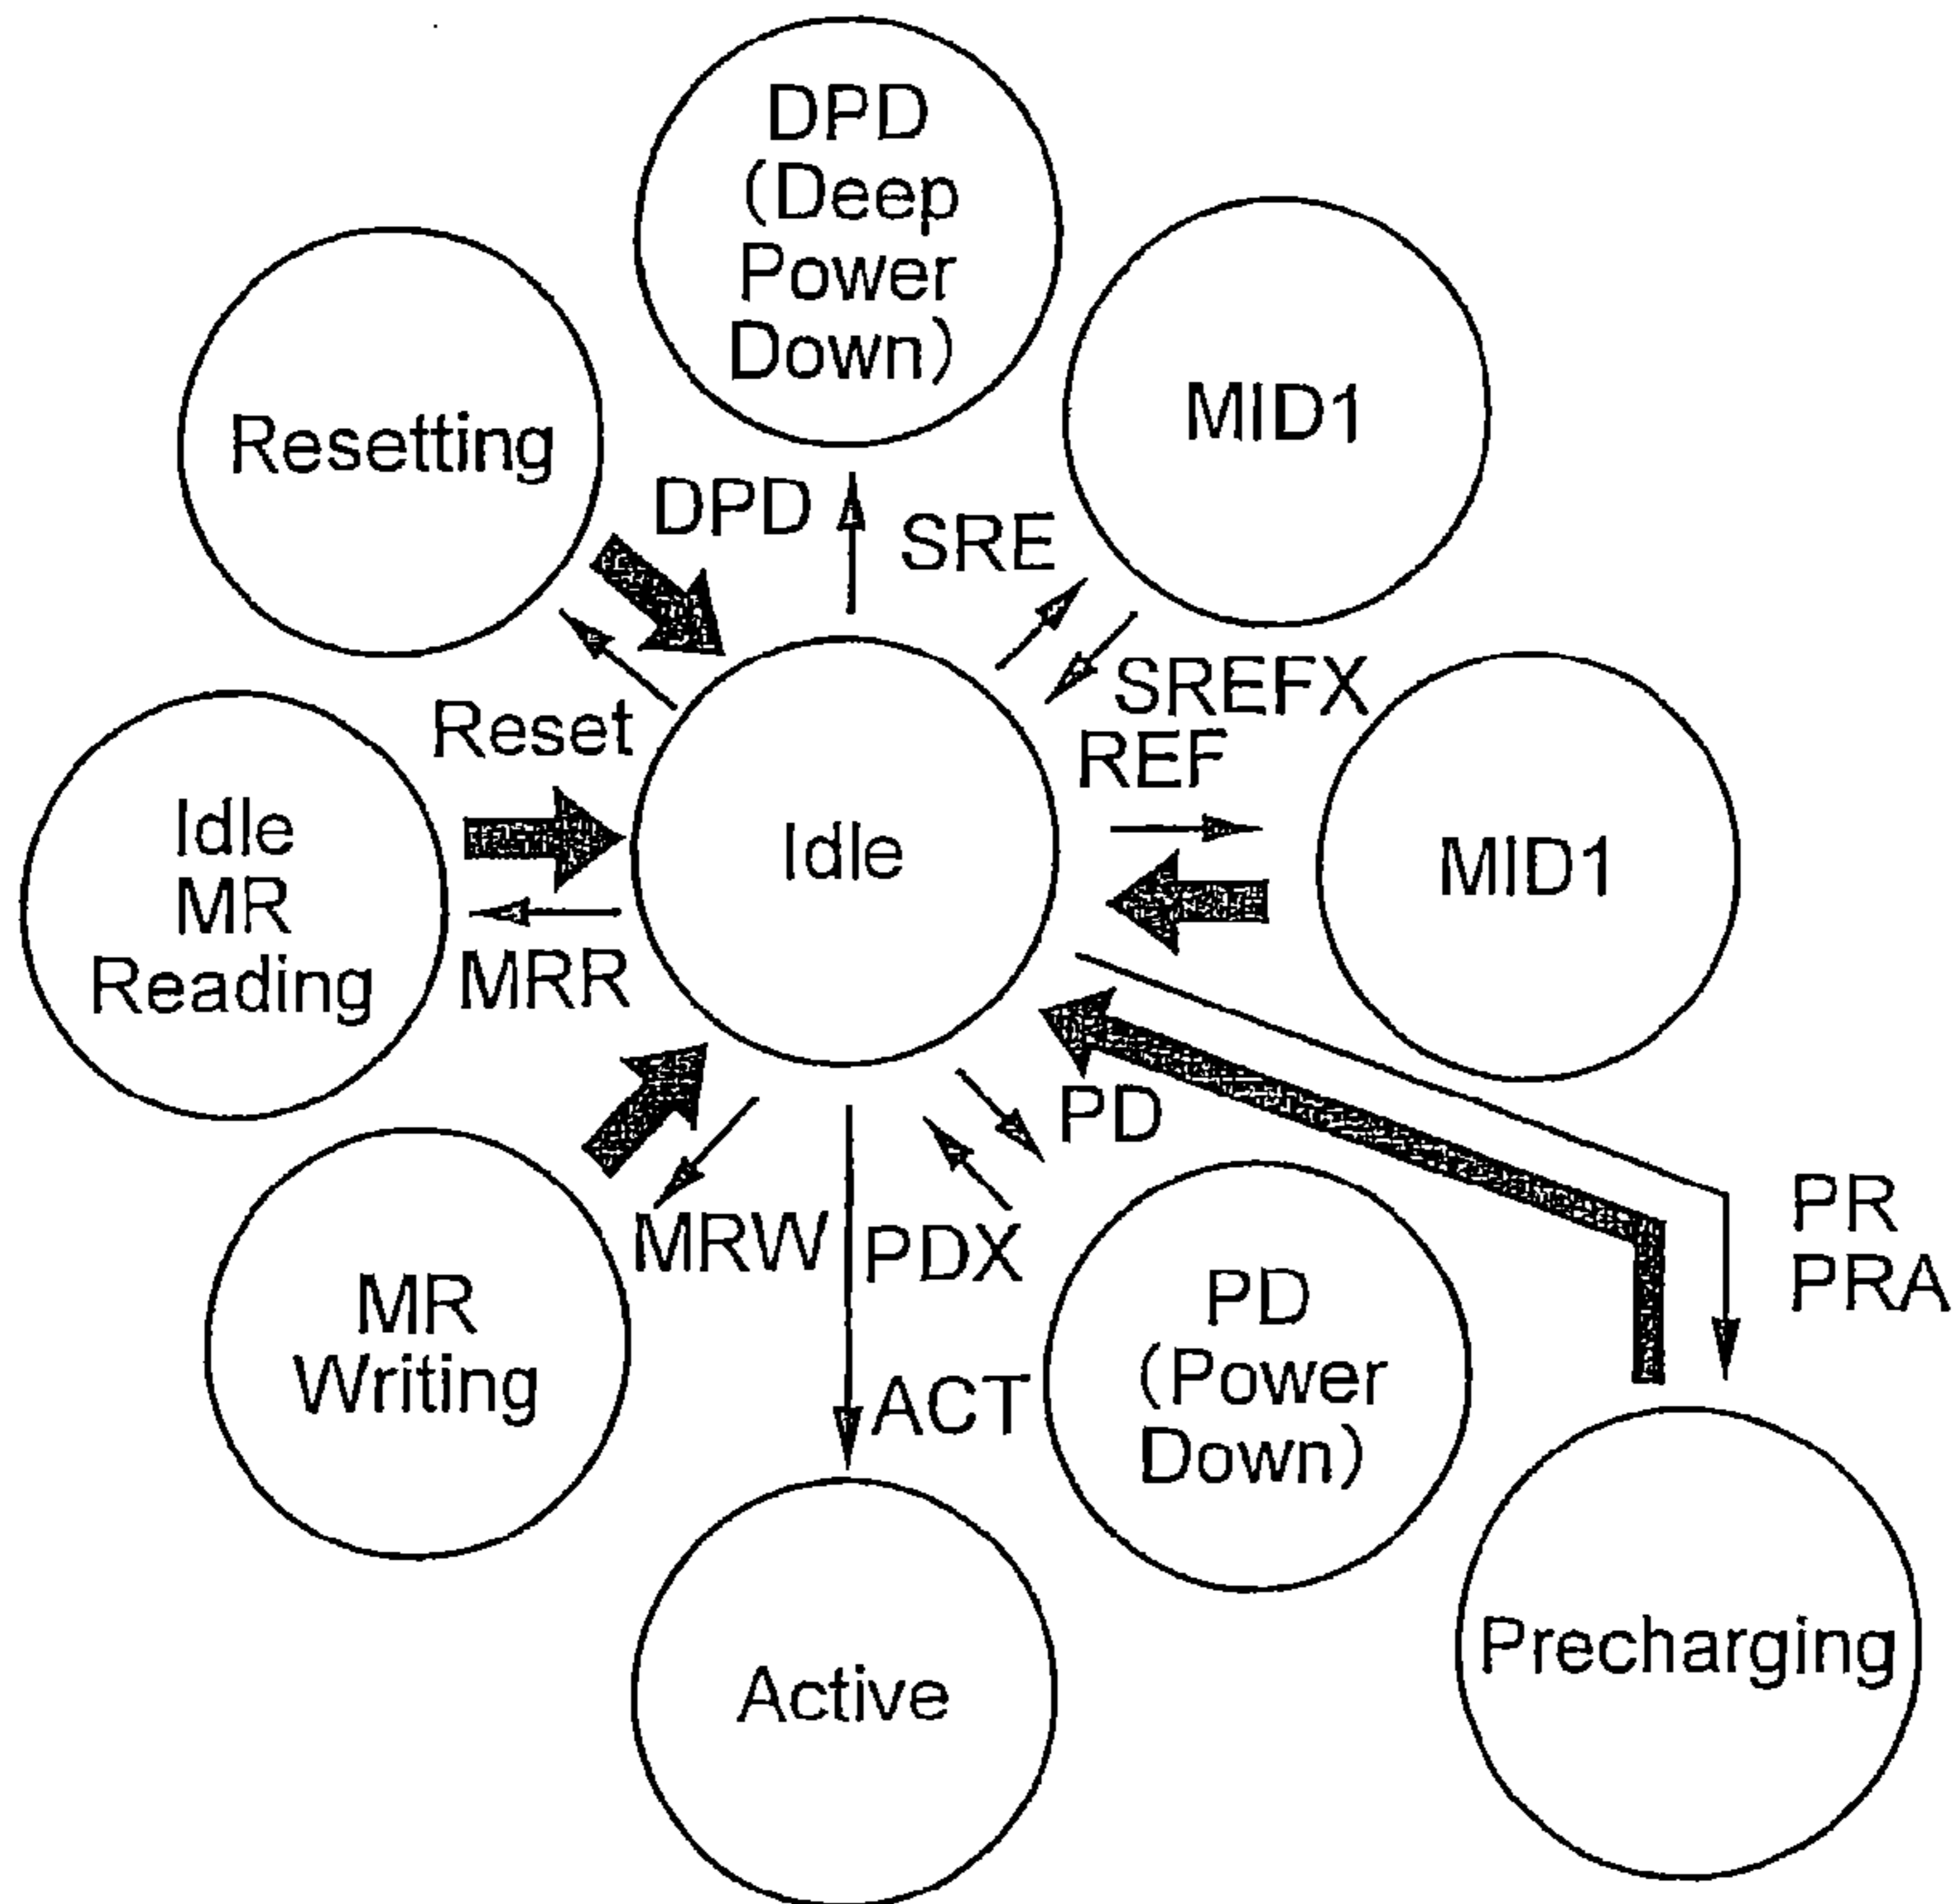 DPD
(Deep
Power
Down)
MID1
Resetting
DPD
SRE
SREFX
Reset
REF
Idle
MR
Reading
Idle
MID1
MRR
PD
PR
PRA
MRW
PDX
MR
Writing
PD
(Power
Down)
ACT
Precharging
Active